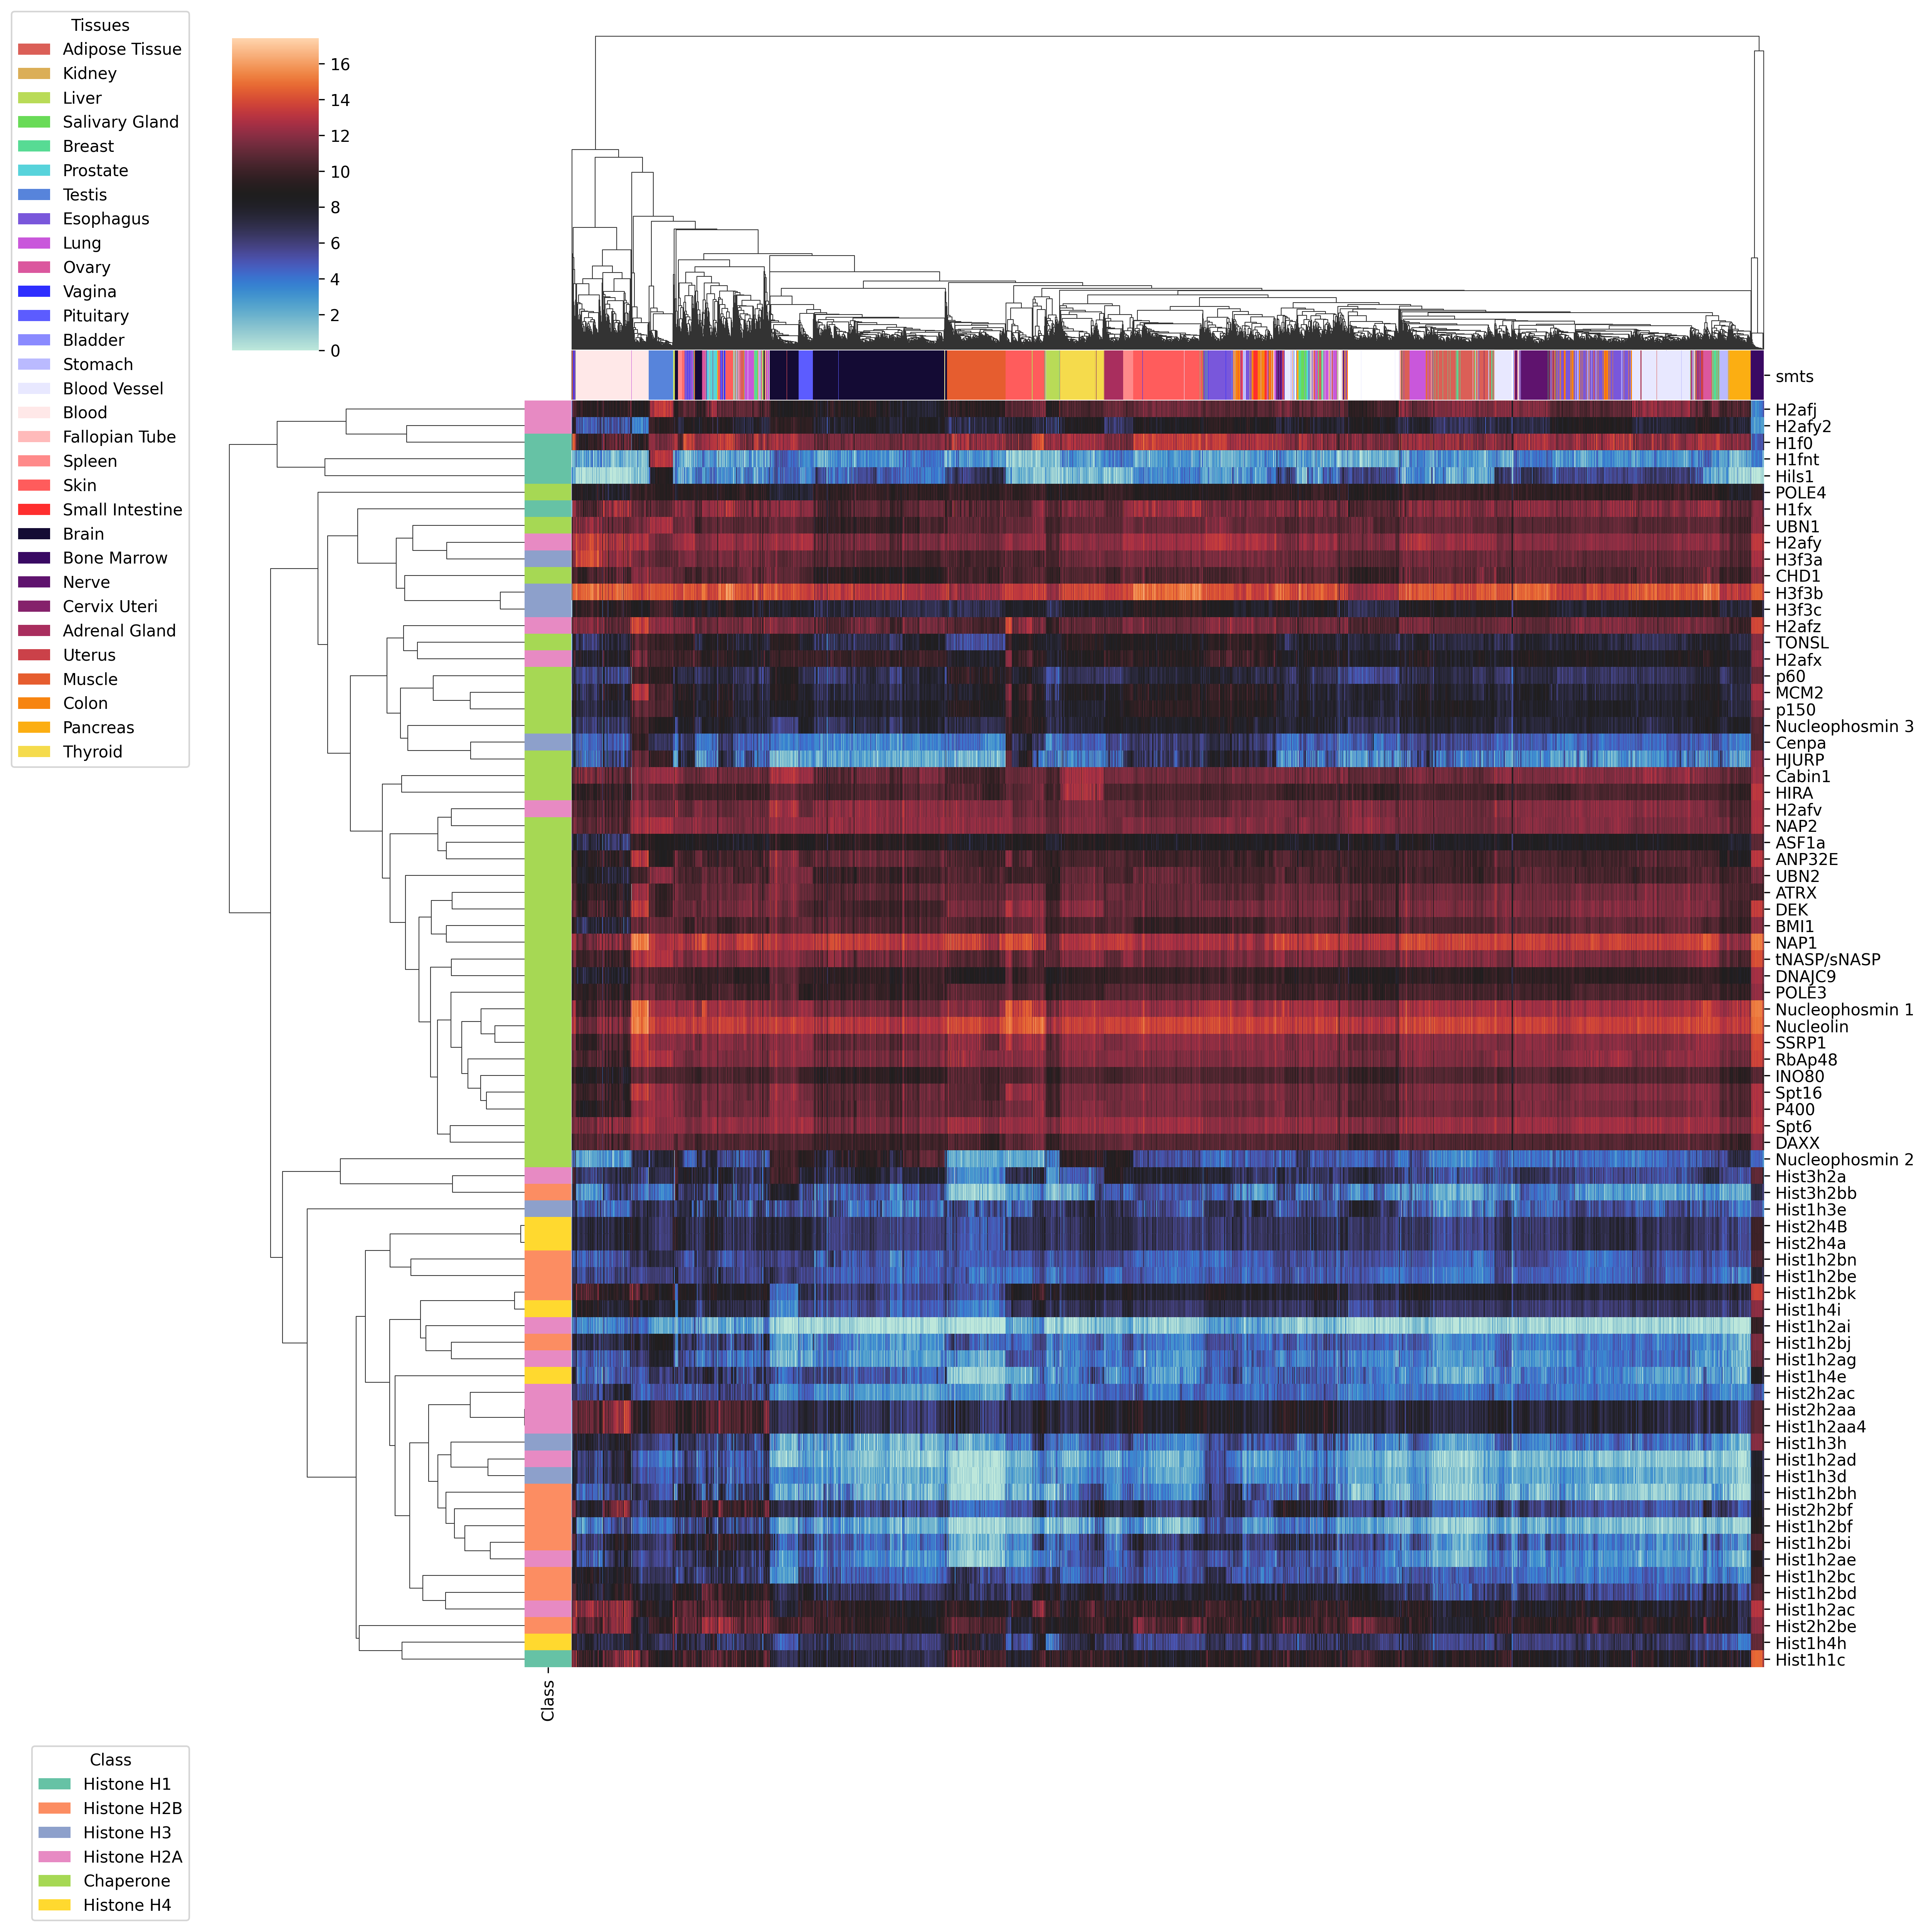 Tissues
Adipose Tissue
Kidney
Liver
Salivary Gland
Breast
Prostate
Testis
Esophagus
Lung
Ovary
Vagina
Pituitary
Bladder
Stomach
Blood Vessel
Blood
Fallopian Tube
Spleen
Skin
Small Intestine
Brain
Bone Marrow
Nerve
Cervix Uteri
Adrenal Gland
Uterus
Muscle
Colon
Pancreas
Thyroid
16
14
12
10
8
6
4
2
0
smts
H2afj
H2afy2
H1f0
H1fnt
Hils1
POLE4
H1fx
UBN1
H2afy
H3f3a
CHD1
H3f3b
H3f3c
H2afz
TONSL
H2afx
p60
MCM2
p150
Nucleophosmin 3
Cenpa
HJURP
Cabin1
HIRA
H2afv
NAP2
ASF1a
ANP32E
UBN2
ATRX
DEK
BMI1
NAP1
tNASP/sNASP
DNAJC9
POLE3
Nucleophosmin 1
Nucleolin
SSRP1
RbAp48
INO80
Spt16
P400
Spt6
DAXX
Nucleophosmin 2
Hist3h2a
Hist3h2bb
Hist1h3e
Hist2h4B
Hist2h4a
Hist1h2bn
Hist1h2be
Hist1h2bk
Hist1h4i
Hist1h2ai
Hist1h2bj
Hist1h2ag
Hist1h4e
Hist2h2ac
Hist2h2aa
Hist1h2aa4
Hist1h3h
Hist1h2ad
Hist1h3d
Hist1h2bh
Hist2h2bf
Hist1h2bf
Hist1h2bi
Hist1h2ae
Hist1h2bc
Hist1h2bd
Hist1h2ac
Hist2h2be
Hist1h4h
Hist1h1c
Class
Class
Histone H1
Histone H2B
Histone H3
Histone H2A
Chaperone
Histone H4